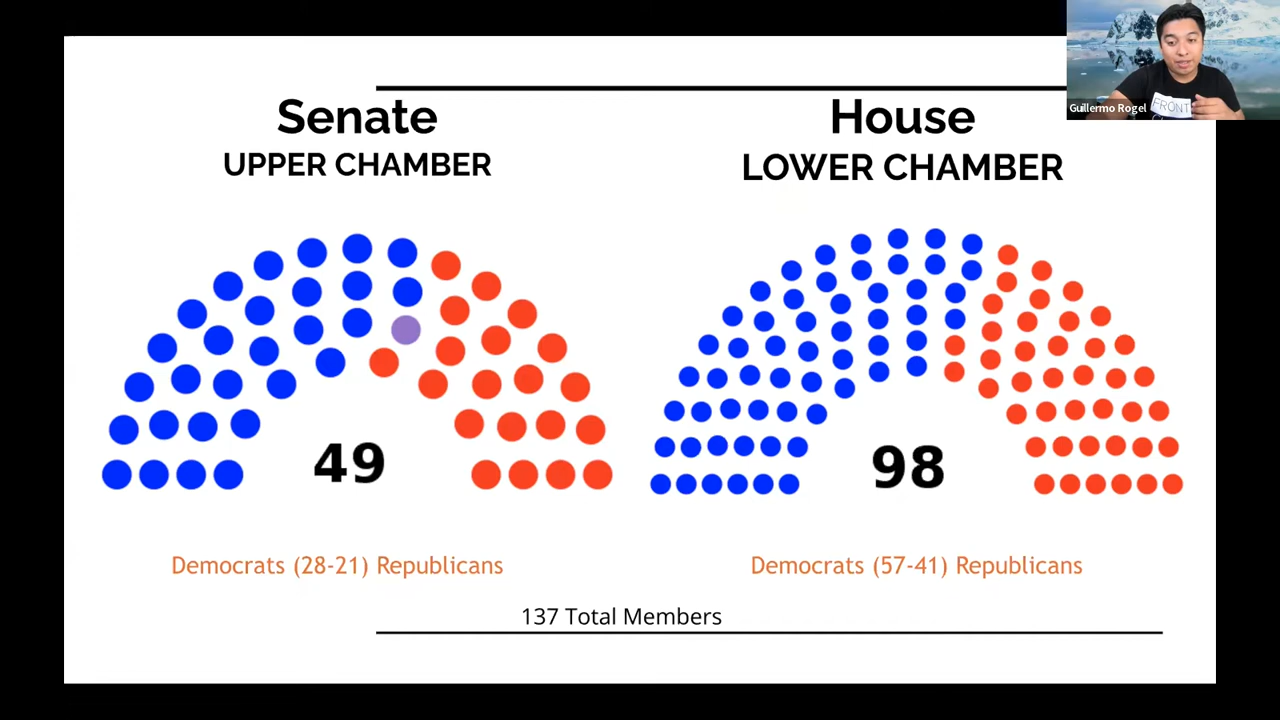 Senate
UPPER CHAMBER
House
LOWER CHAMBER
Guillermo Rogel
FRONT
49
98
Democrats (28-21) Republicans
Democrats (57-41) Republicans
137 Total Members